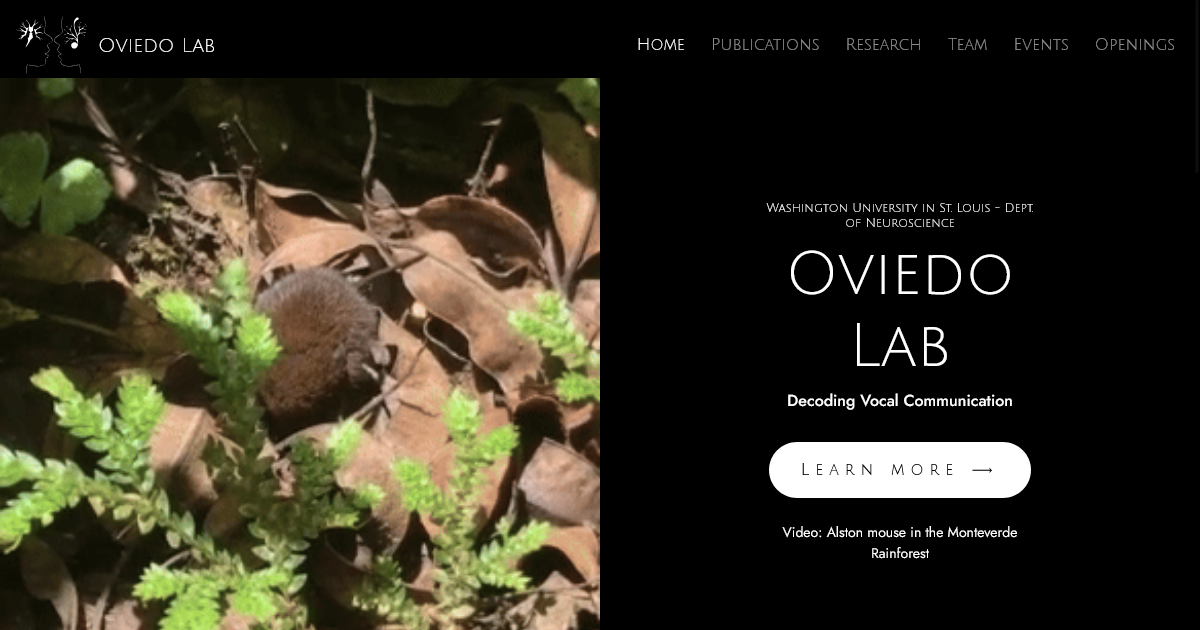 Oviedo Lab
Home Publications Research Team Events Openings
Washington University in St. Louis - Dept.
of Neuroscience
Oviedo
Lab
Decoding Vocal Communication
Learn more →
Video: Alston mouse in the Monteverde
Rainforest